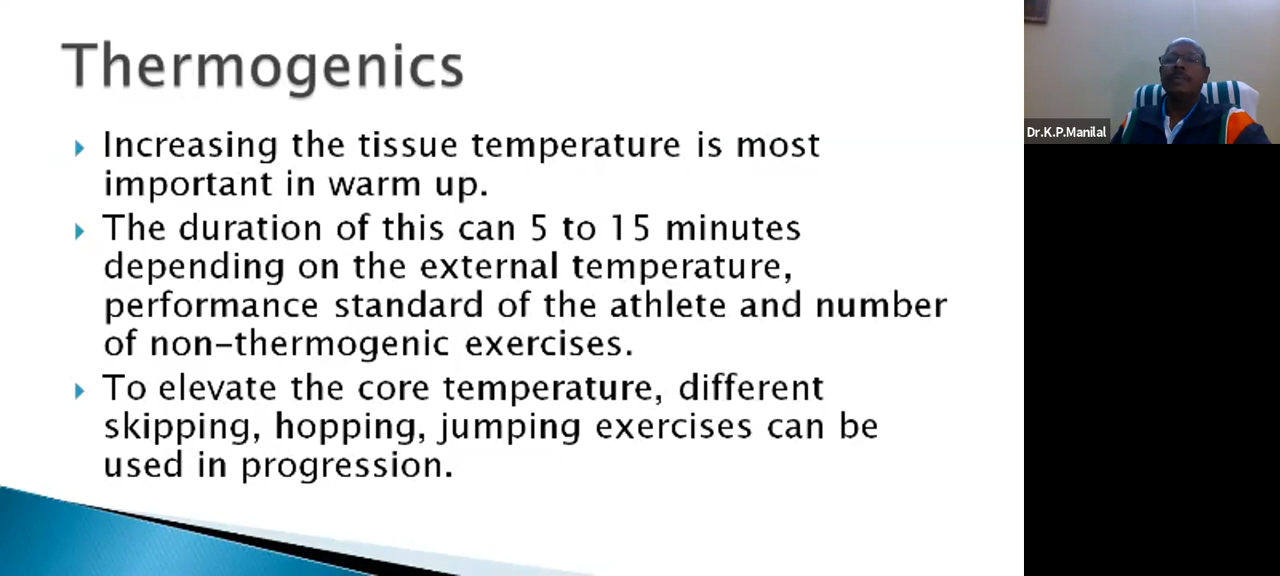 Thermogenics
Increasing the tissue temperature is most
important in warm up.
The duration of this can 5 to 15 minutes
depending on the external temperature,
performance standard of the athlete and number
of non-thermogenic exercises.
To elevate the core temperature, different
skipping, hopping, jumping exercises can be
used in progression.
Dr.K.P.Manilal